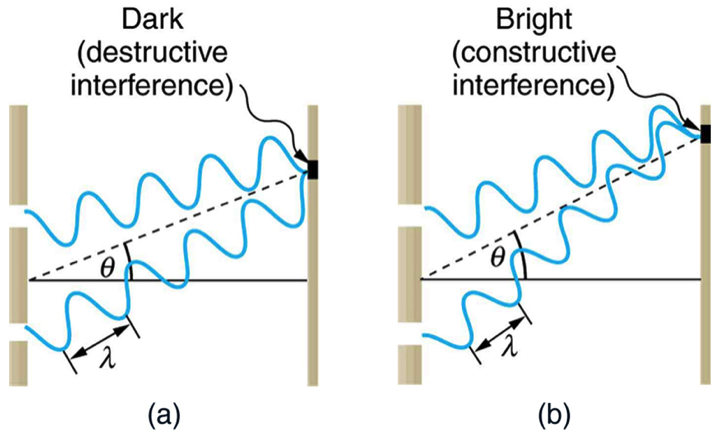 Dark
(destructive
interference)
θ
λ
(a)
Bright
(constructive
interference)
θ
λ
(b)